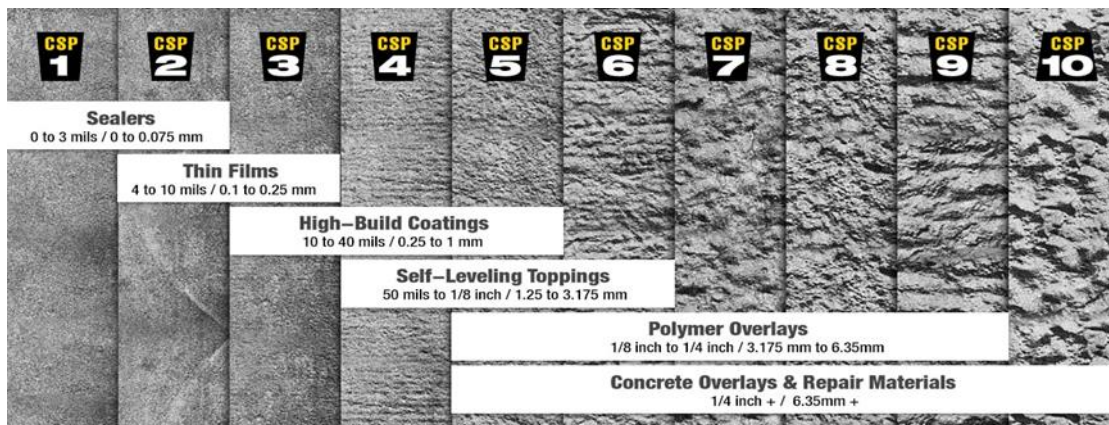 CSP
1
CSP
2
CSP
3
CSP
4
CSP
5
CSP
6
CSP
7
CSP
8
CSP
9
CSP
10
Sealers
0 to 3 mils / 0 to 0.075 mm
Thin Films
4 to 10 mils / 0.1 to 0.25 mm
High–Build Coatings
10 to 40 mils / 0.25 to 1 mm
Self–Leveling Toppings
50 mils to 1/8 inch / 1.25 to 3.175 mm
Polymer Overlays
1/8 inch to 1/4 inch / 3.175 mm to 6.35mm
Concrete Overlays & Repair Materials
1/4 inch + / 6.35mm +